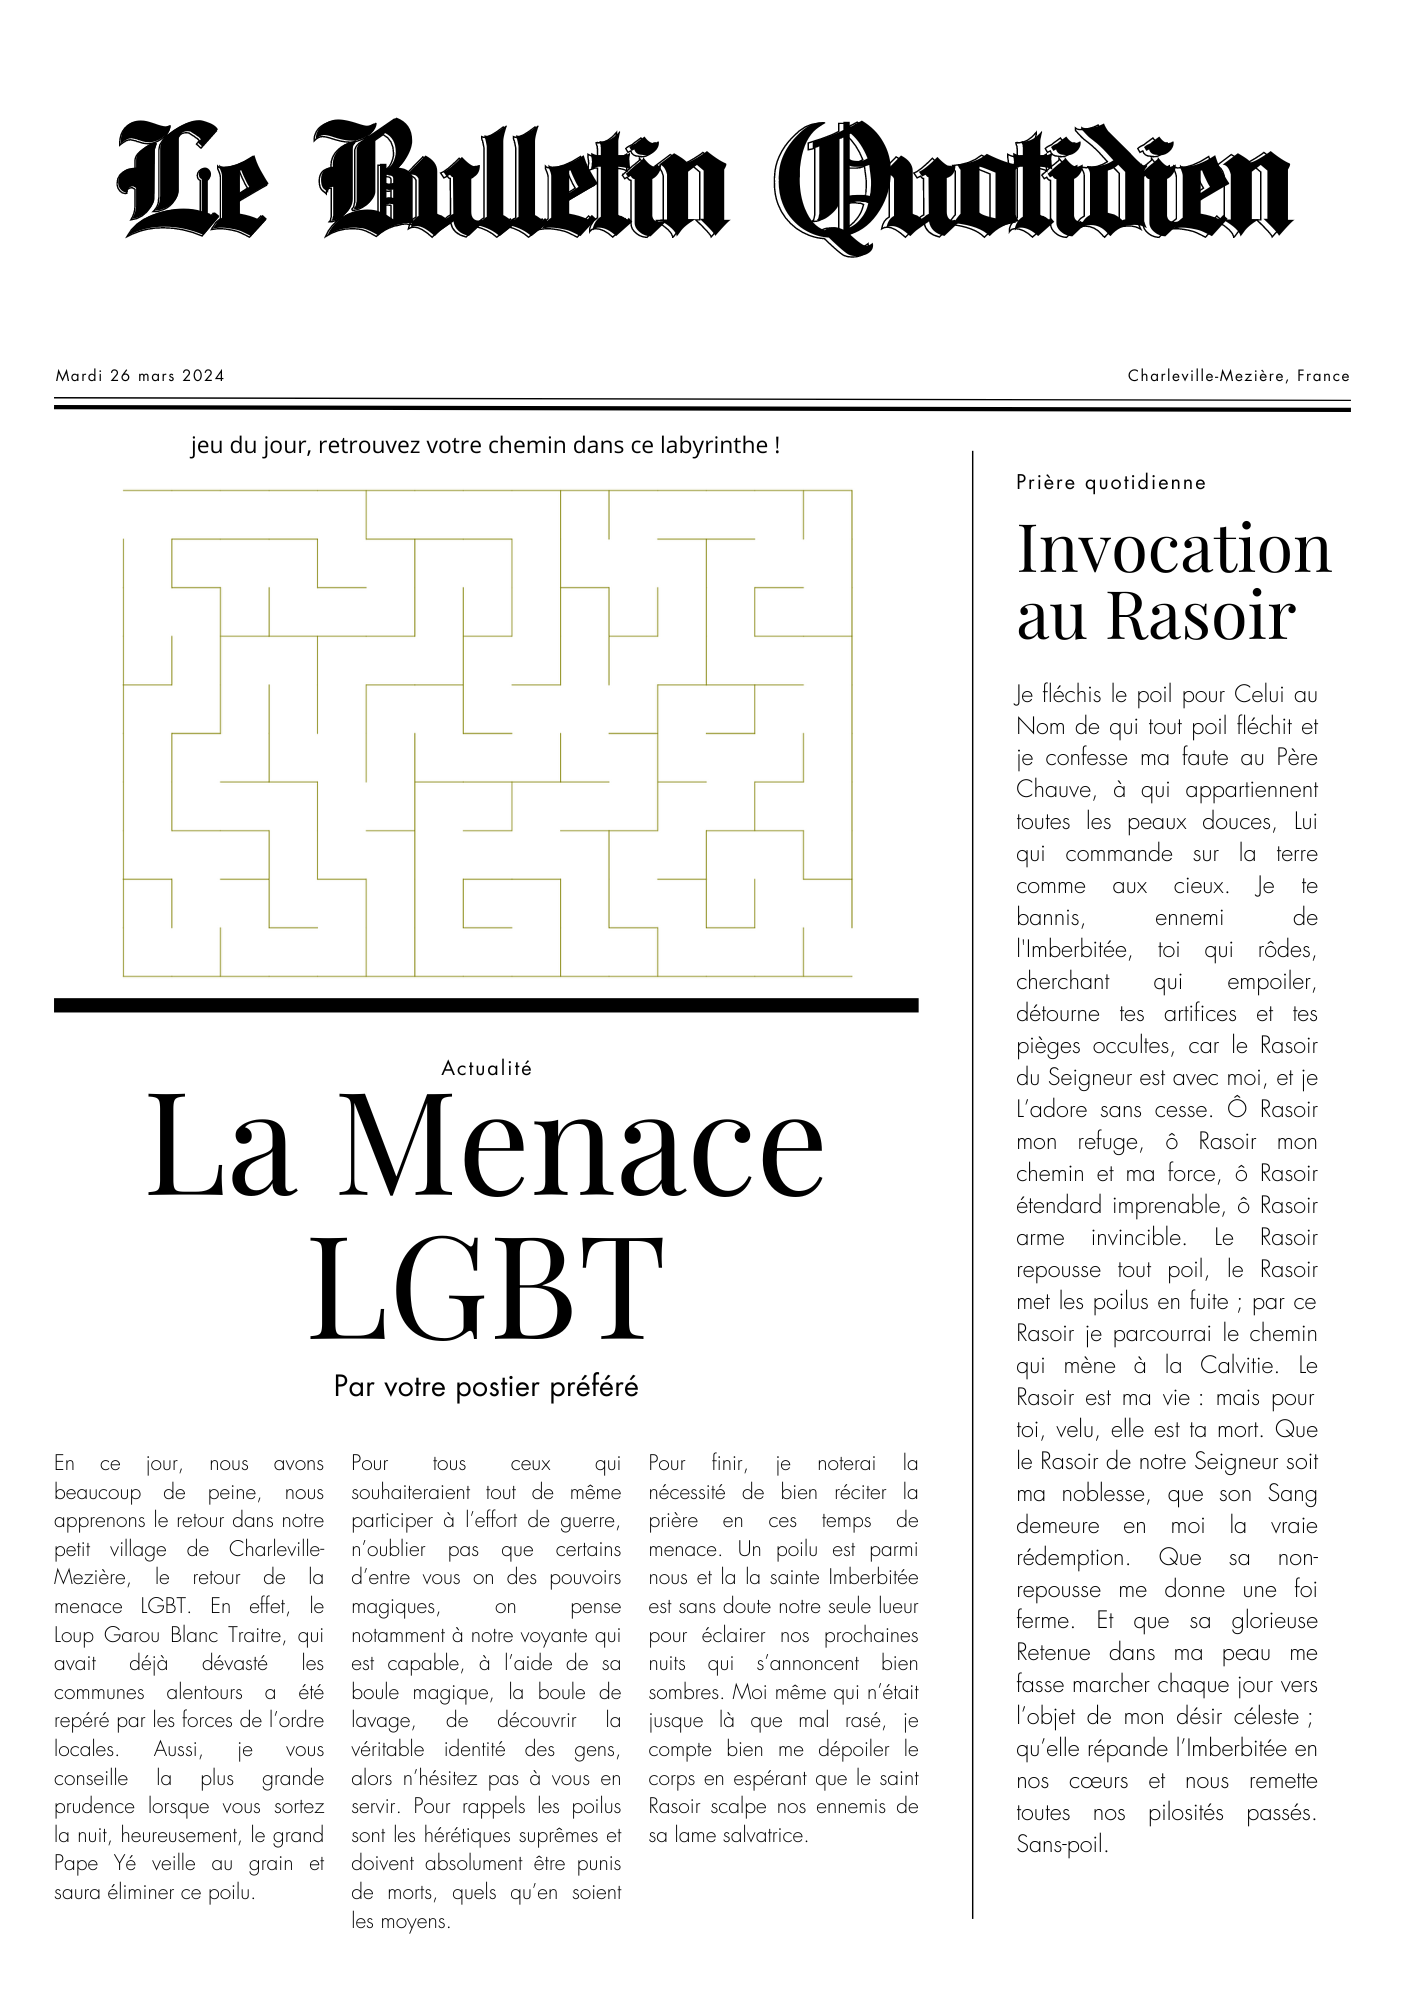 Le Bulletin Quotidien
Mardi 26 mars 2024
Charleville-Mezière, France
jeu du jour, retrouvez votre chemin dans ce labyrinthe !
Actualité
La Menace
LGBT
Par votre postier préféré
En ce jour, nous avons
beaucoup de peine, nous
apprenons le retour dans notre
petit village de Charleville-
Mezière, le retour de la
menace LGBT. En effet, le
Loup Garou Blanc Traitre, qui
avait déjà dévasté les
communes alentours a été
repéré par les forces de l’ordre
locales. Aussi, je vous
conseille la plus grande
prudence lorsque vous sortez
la nuit, heureusement, le grand
Pape Yé veille au grain et
saura éliminer ce poilu.
Pour tous ceux qui
souhaiteraient tout de même
participer à l’effort de guerre,
n’oublier pas que certains
d’entre vous on des pouvoirs
magiques, on pense
notamment à notre voyante qui
est capable, à l’aide de sa
boule magique, la boule de
lavage, de découvrir la
véritable identité des gens,
alors n’hésitez pas à vous en
servir. Pour rappels les poilus
sont les hérétiques suprêmes et
doivent absolument être punis
de morts, quels qu’en soient
les moyens.
Pour finir, je noterai la
nécessité de bien réciter la
prière en ces temps de
menace. Un poilu est parmi
nous et la la sainte Imberbitée
est sans doute notre seule lueur
pour éclairer nos prochaines
nuits qui s’annoncent bien
sombres. Moi même qui n’était
jusque là que mal rasé, je
compte bien me dépoiler le
corps en espérant que le saint
Rasoir scalpe nos ennemis de
sa lame salvatrice.
Prière quotidienne
Invocation
au Rasoir
Je fléchis le poil pour Celui au
Nom de qui tout poil fléchit et
je confesse ma faute au Père
Chauve, à qui appartiennent
toutes les peaux douces, Lui
qui commande sur la terre
comme aux cieux. Je te
bannis, ennemi de
l'Imberbitée, toi qui rôdes,
cherchant qui empoiler,
détourne tes artifices et tes
pièges occultes, car le Rasoir
du Seigneur est avec moi, et je
L’adore sans cesse. Ô Rasoir
mon refuge, ô Rasoir mon
chemin et ma force, ô Rasoir
étendard imprenable, ô Rasoir
arme invincible. Le Rasoir
repousse tout poil, le Rasoir
met les poilus en fuite ; par ce
Rasoir je parcourrai le chemin
qui mène à la Calvitie. Le
Rasoir est ma vie : mais pour
toi, velu, elle est ta mort. Que
le Rasoir de notre Seigneur soit
ma noblesse, que son Sang
demeure en moi la vraie
rédemption. Que sa non-
repousse me donne une foi
ferme. Et que sa glorieuse
Retenue dans ma peau me
fasse marcher chaque jour vers
l’objet de mon désir céleste ;
qu’elle répande l’Imberbitée en
nos cœurs et nous remette
toutes nos pilosités passés.
Sans-poil.